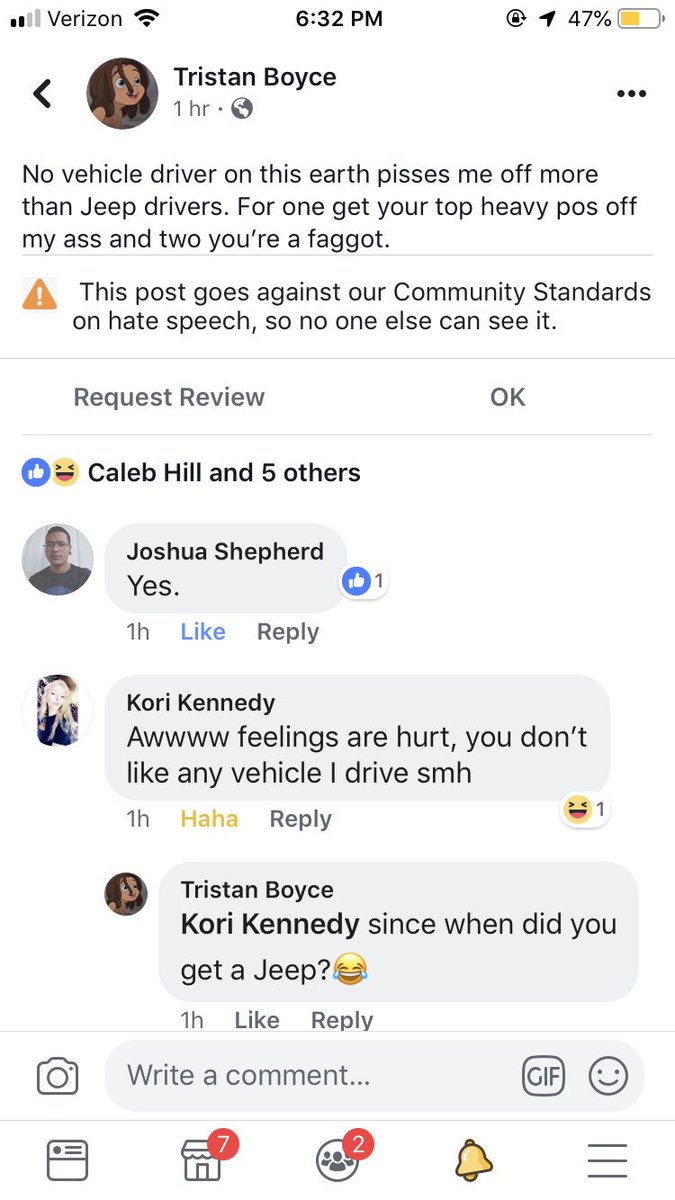 Verizon 6:32 PM 47%
Tristan Boyce
1 hr ·
No vehicle driver on this earth pisses me off more
than Jeep drivers. For one get your top heavy pos off
my ass and two you’re a faggot.
This post goes against our Community Standards
on hate speech, so no one else can see it.
Request Review OK
Caleb Hill and 5 others
Joshua Shepherd
Yes.
1
1h Like Reply
Kori Kennedy
Awwww feelings are hurt, you don’t
like any vehicle I drive smh
1
1h Haha Reply
Tristan Boyce
Kori Kennedy since when did you
get a Jeep?😂
1h Like Reply
Write a comment... GIF
7 2